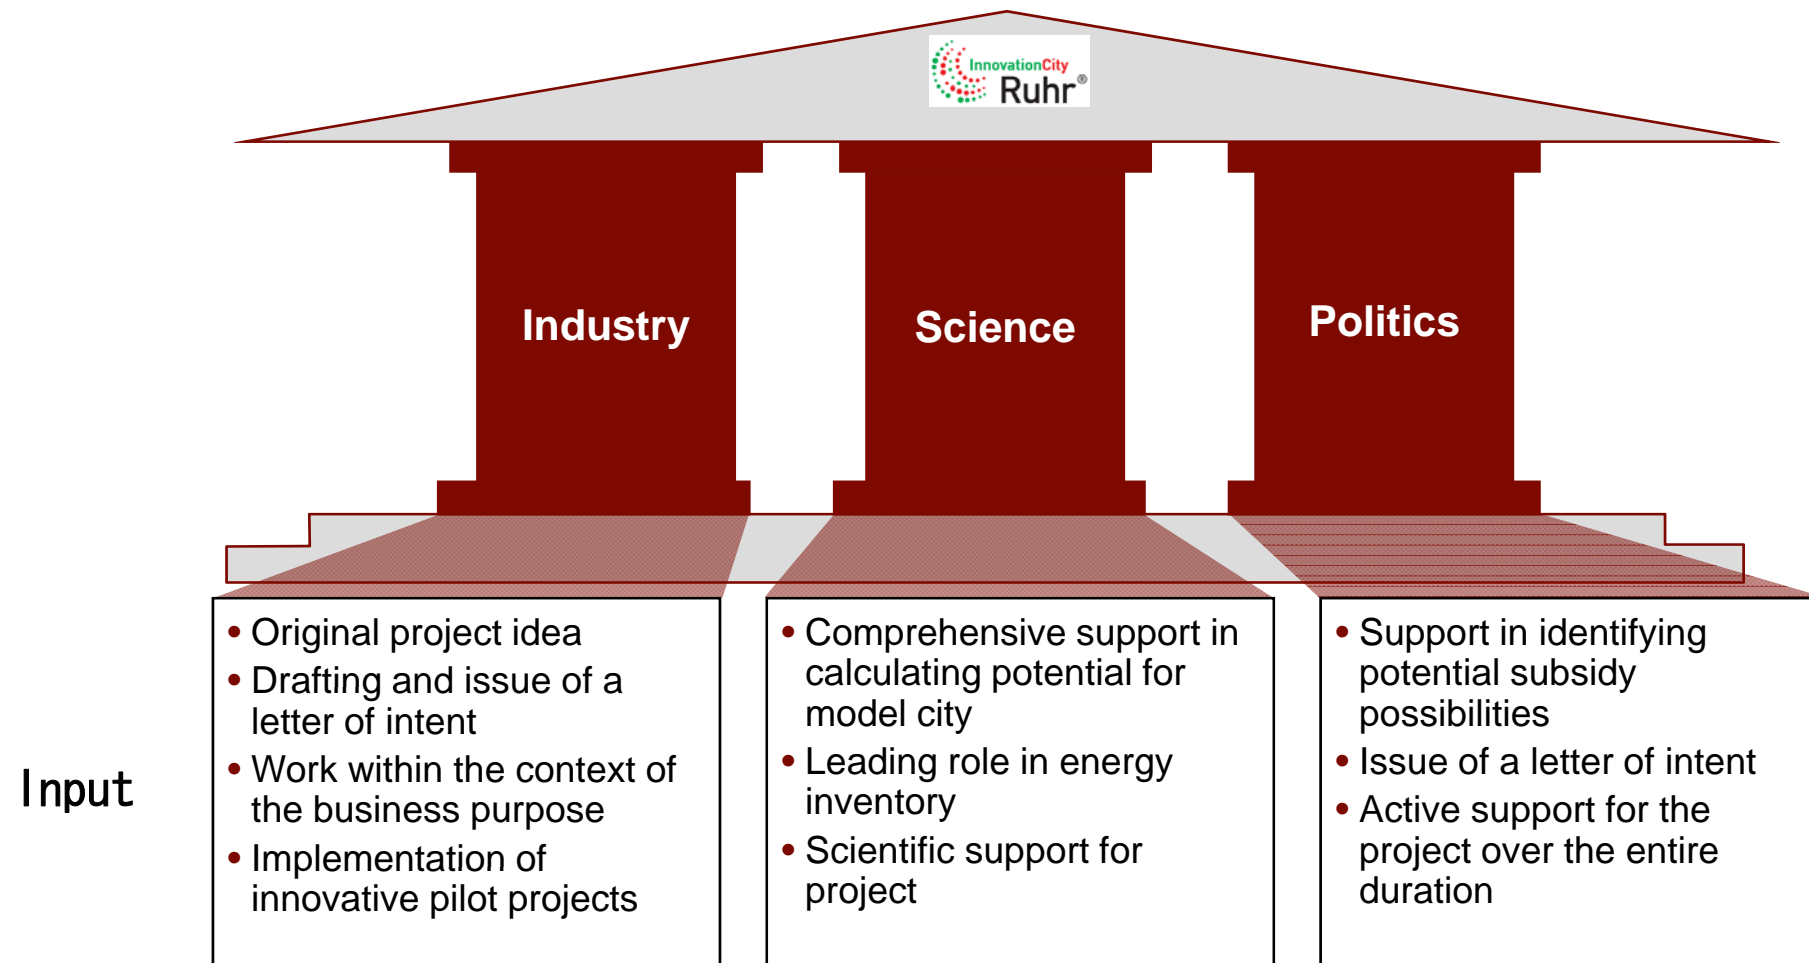 InnovationCity
Ruhr®
Industry
Science
Politics
Input
• Original project idea
• Drafting and issue of a
letter of intent
• Work within the context of
the business purpose
• Implementation of
innovative pilot projects
• Comprehensive support in
calculating potential for
model city
• Leading role in energy
inventory
• Scientific support for
project
• Support in identifying
potential subsidy
possibilities
• Issue of a letter of intent
• Active support for the
project over the entire
duration